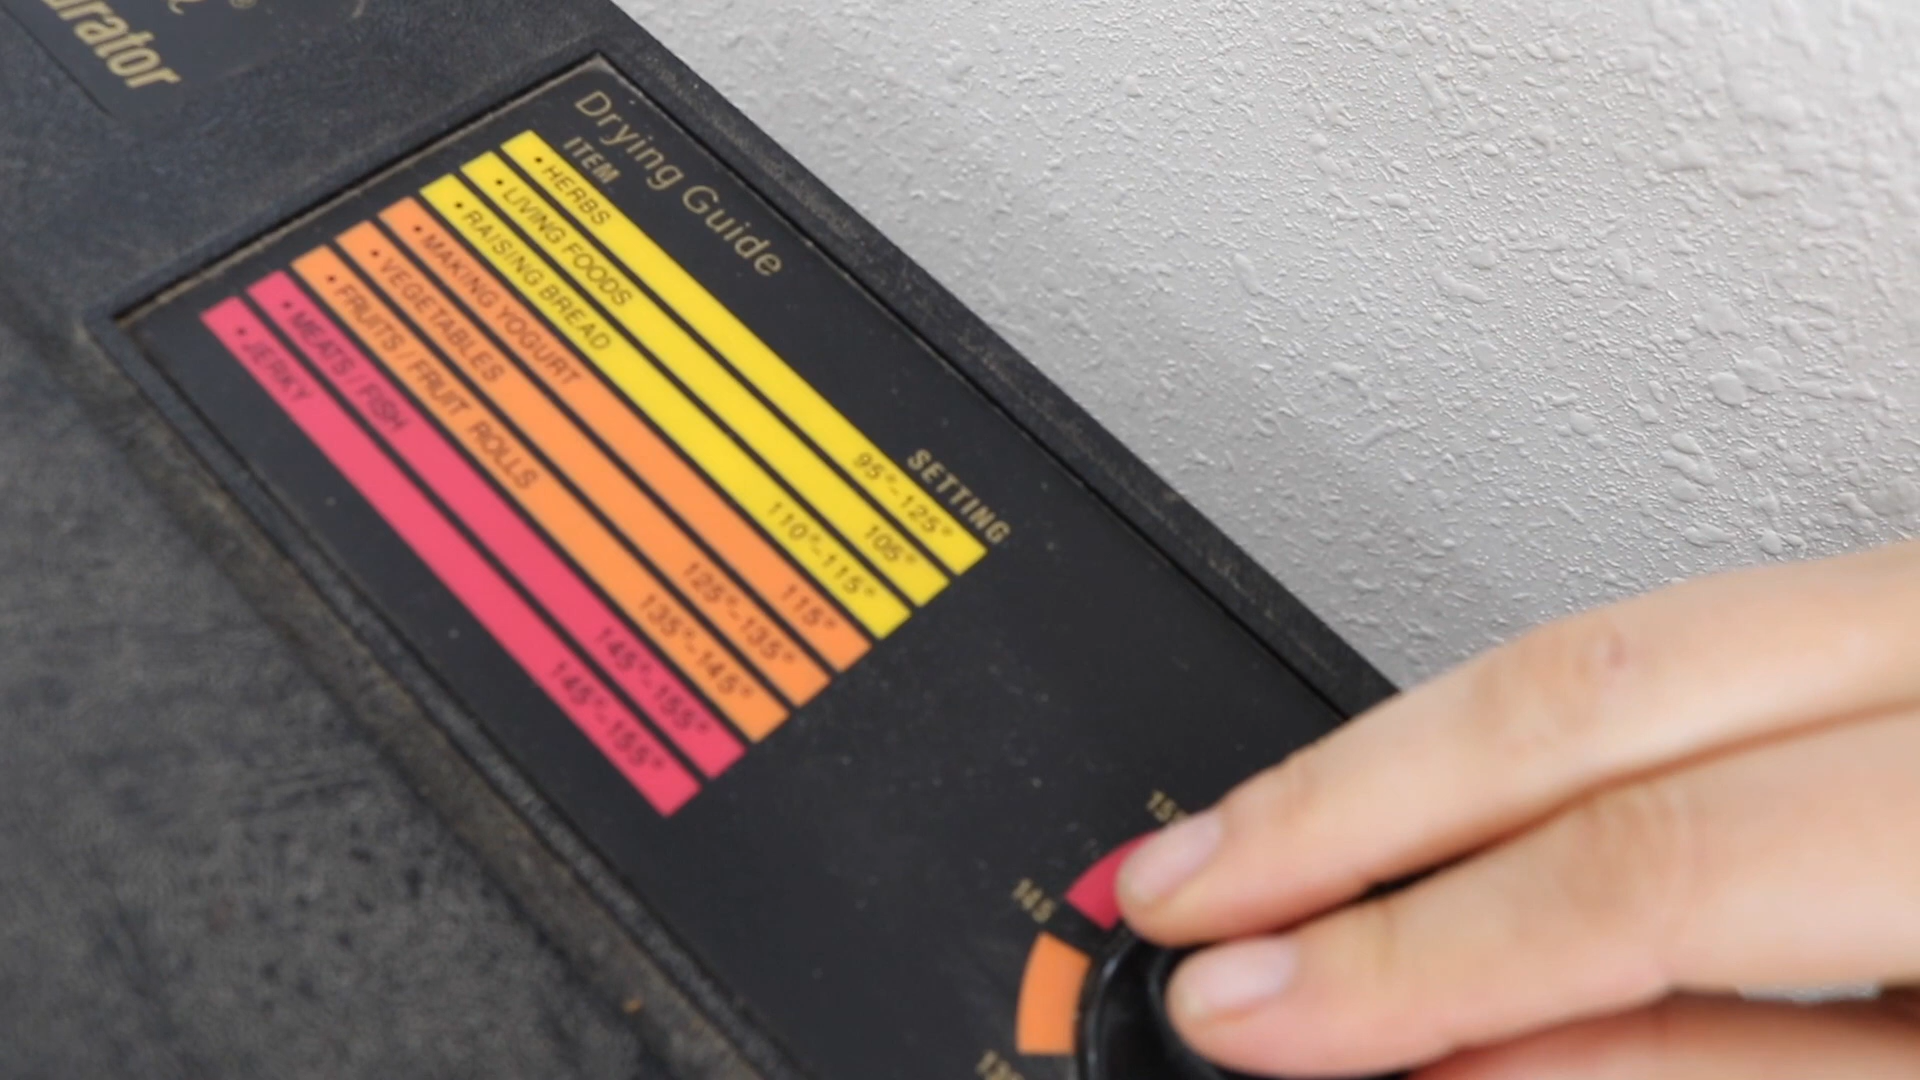 ®
Drying Guide
ITEM SETTING
• HERBS 95°-125°
• LIVING FOODS 105°
• RAISING BREAD 110°-115°
• MAKING YOGURT 115°
• VEGETABLES 125°-135°
• FRUITS / FRUIT ROLLS 135°-145°
• MEATS / FISH 145°-155°
• JERKY 145°-155°
145